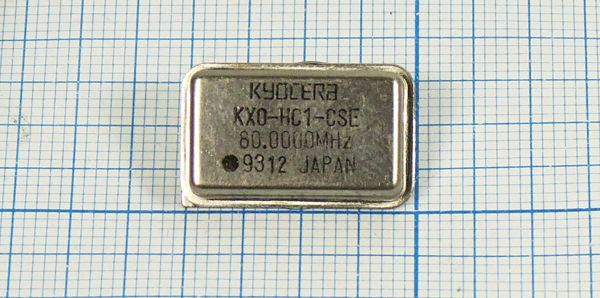 KYOCERA
KXO-HC1-CSE
80.0000MHz
9312 JAPAN